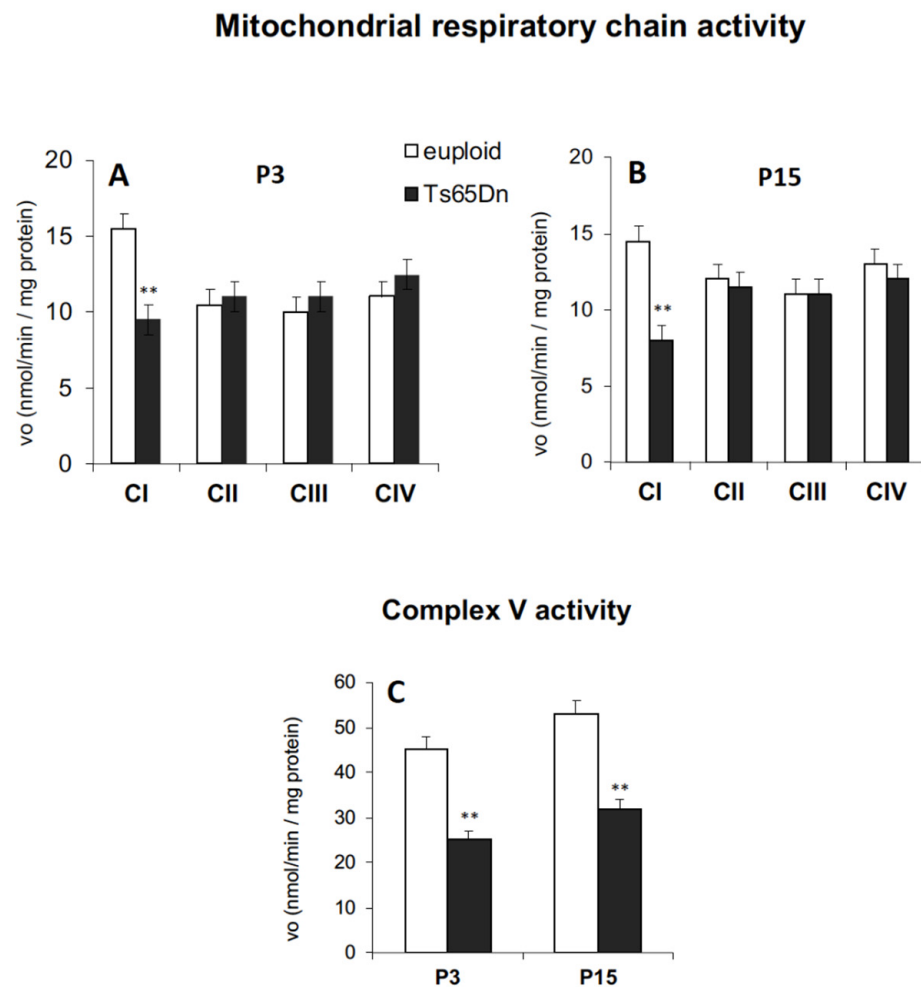 Mitochondrial respiratory chain activity
A
P3
euploid
Ts65Dn
vo (nmol/min / mg protein)
20
15
10
5
0
**
CI CII CIII CIV
B
P15
vo (nmol/min / mg protein)
20
15
10
5
0
**
CI CII CIII CIV
Complex V activity
C
vo (nmol/min / mg protein)
60
50
40
30
20
10
0
**
**
P3 P15